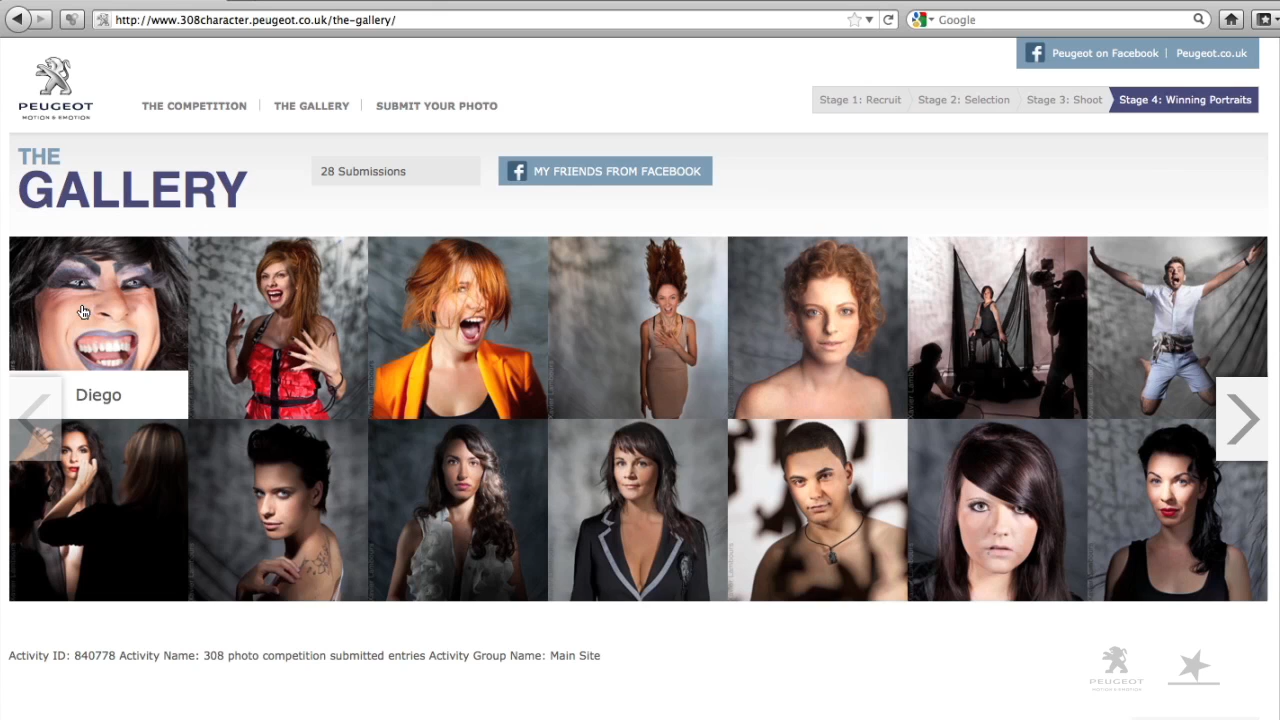 http://www.308character.peugeot.co.uk/the-gallery/
Google
Peugeot on Facebook | Peugeot.co.uk
PEUGEOT
MOTION & EMOTION
THE COMPETITION
THE GALLERY
SUBMIT YOUR PHOTO
Stage 1: Recruit
Stage 2: Selection
Stage 3: Shoot
Stage 4: Winning Portraits
THE
GALLERY
28 Submissions
MY FRIENDS FROM FACEBOOK
Diego
Activity ID: 840778 Activity Name: 308 photo competition submitted entries Activity Group Name: Main Site
PEUGEOT
MOTION & EMOTION